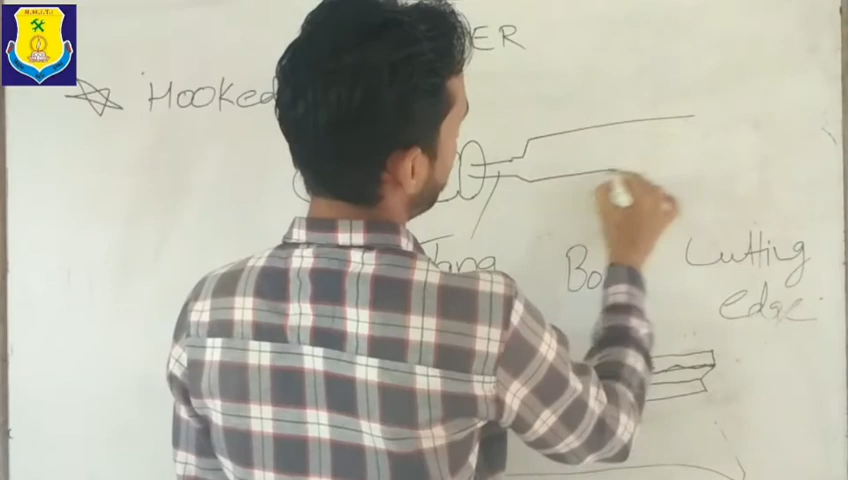 R.M.I.T.I
ER
Hooked
Tang
Bo
Cutting
edge